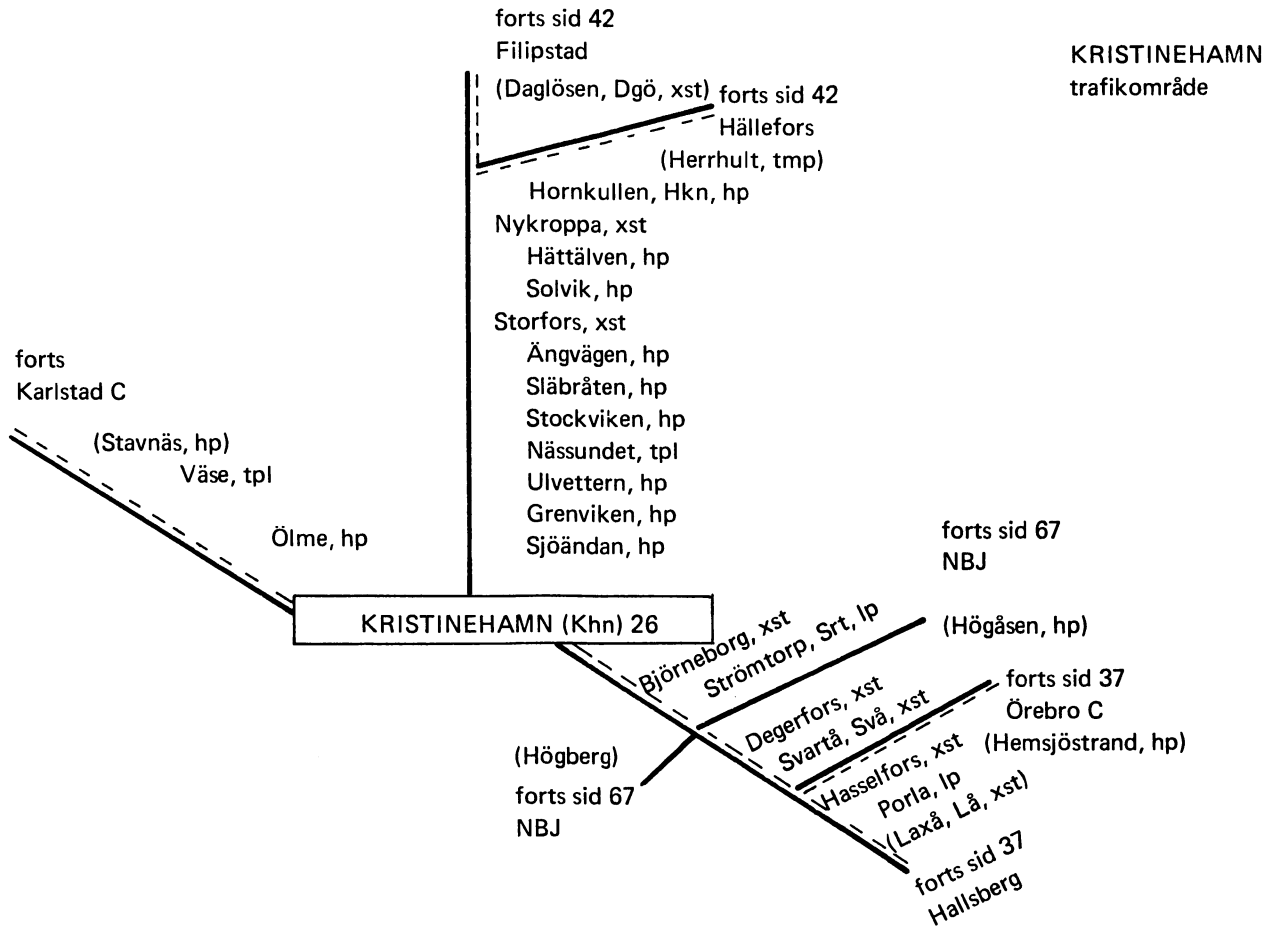 forts sid 42
Filipstad
(Daglösen, Dgö, xst)
forts sid 42
Hällefors
(Herrhult, tmp)
KRISTINEHAMN
trafikområde
Hornkullen, Hkn, hp
Nykroppa, xst
Hättälven, hp
Solvik, hp
Storfors, xst
Ängvägen, hp
Släbråten, hp
Stockviken, hp
Nässundet, tpl
Ulvettern, hp
Grenviken, hp
Sjöändan, hp
forts
Karlstad C
(Stavnäs, hp)
Väse, tpl
Ölme, hp
KRISTINEHAMN (Khn) 26
Björneborg, xst
Strömtorp, Srt, lp
forts sid 67
NBJ
(Högåsen, hp)
(Högberg)
forts sid 67
NBJ
Degerfors, xst
Svartå, Svå, xst
forts sid 37
Örebro C
(Hemsjöstrand, hp)
Hasselfors, xst
Porla, lp
(Laxå, Lå, xst)
forts sid 37
Hallsberg